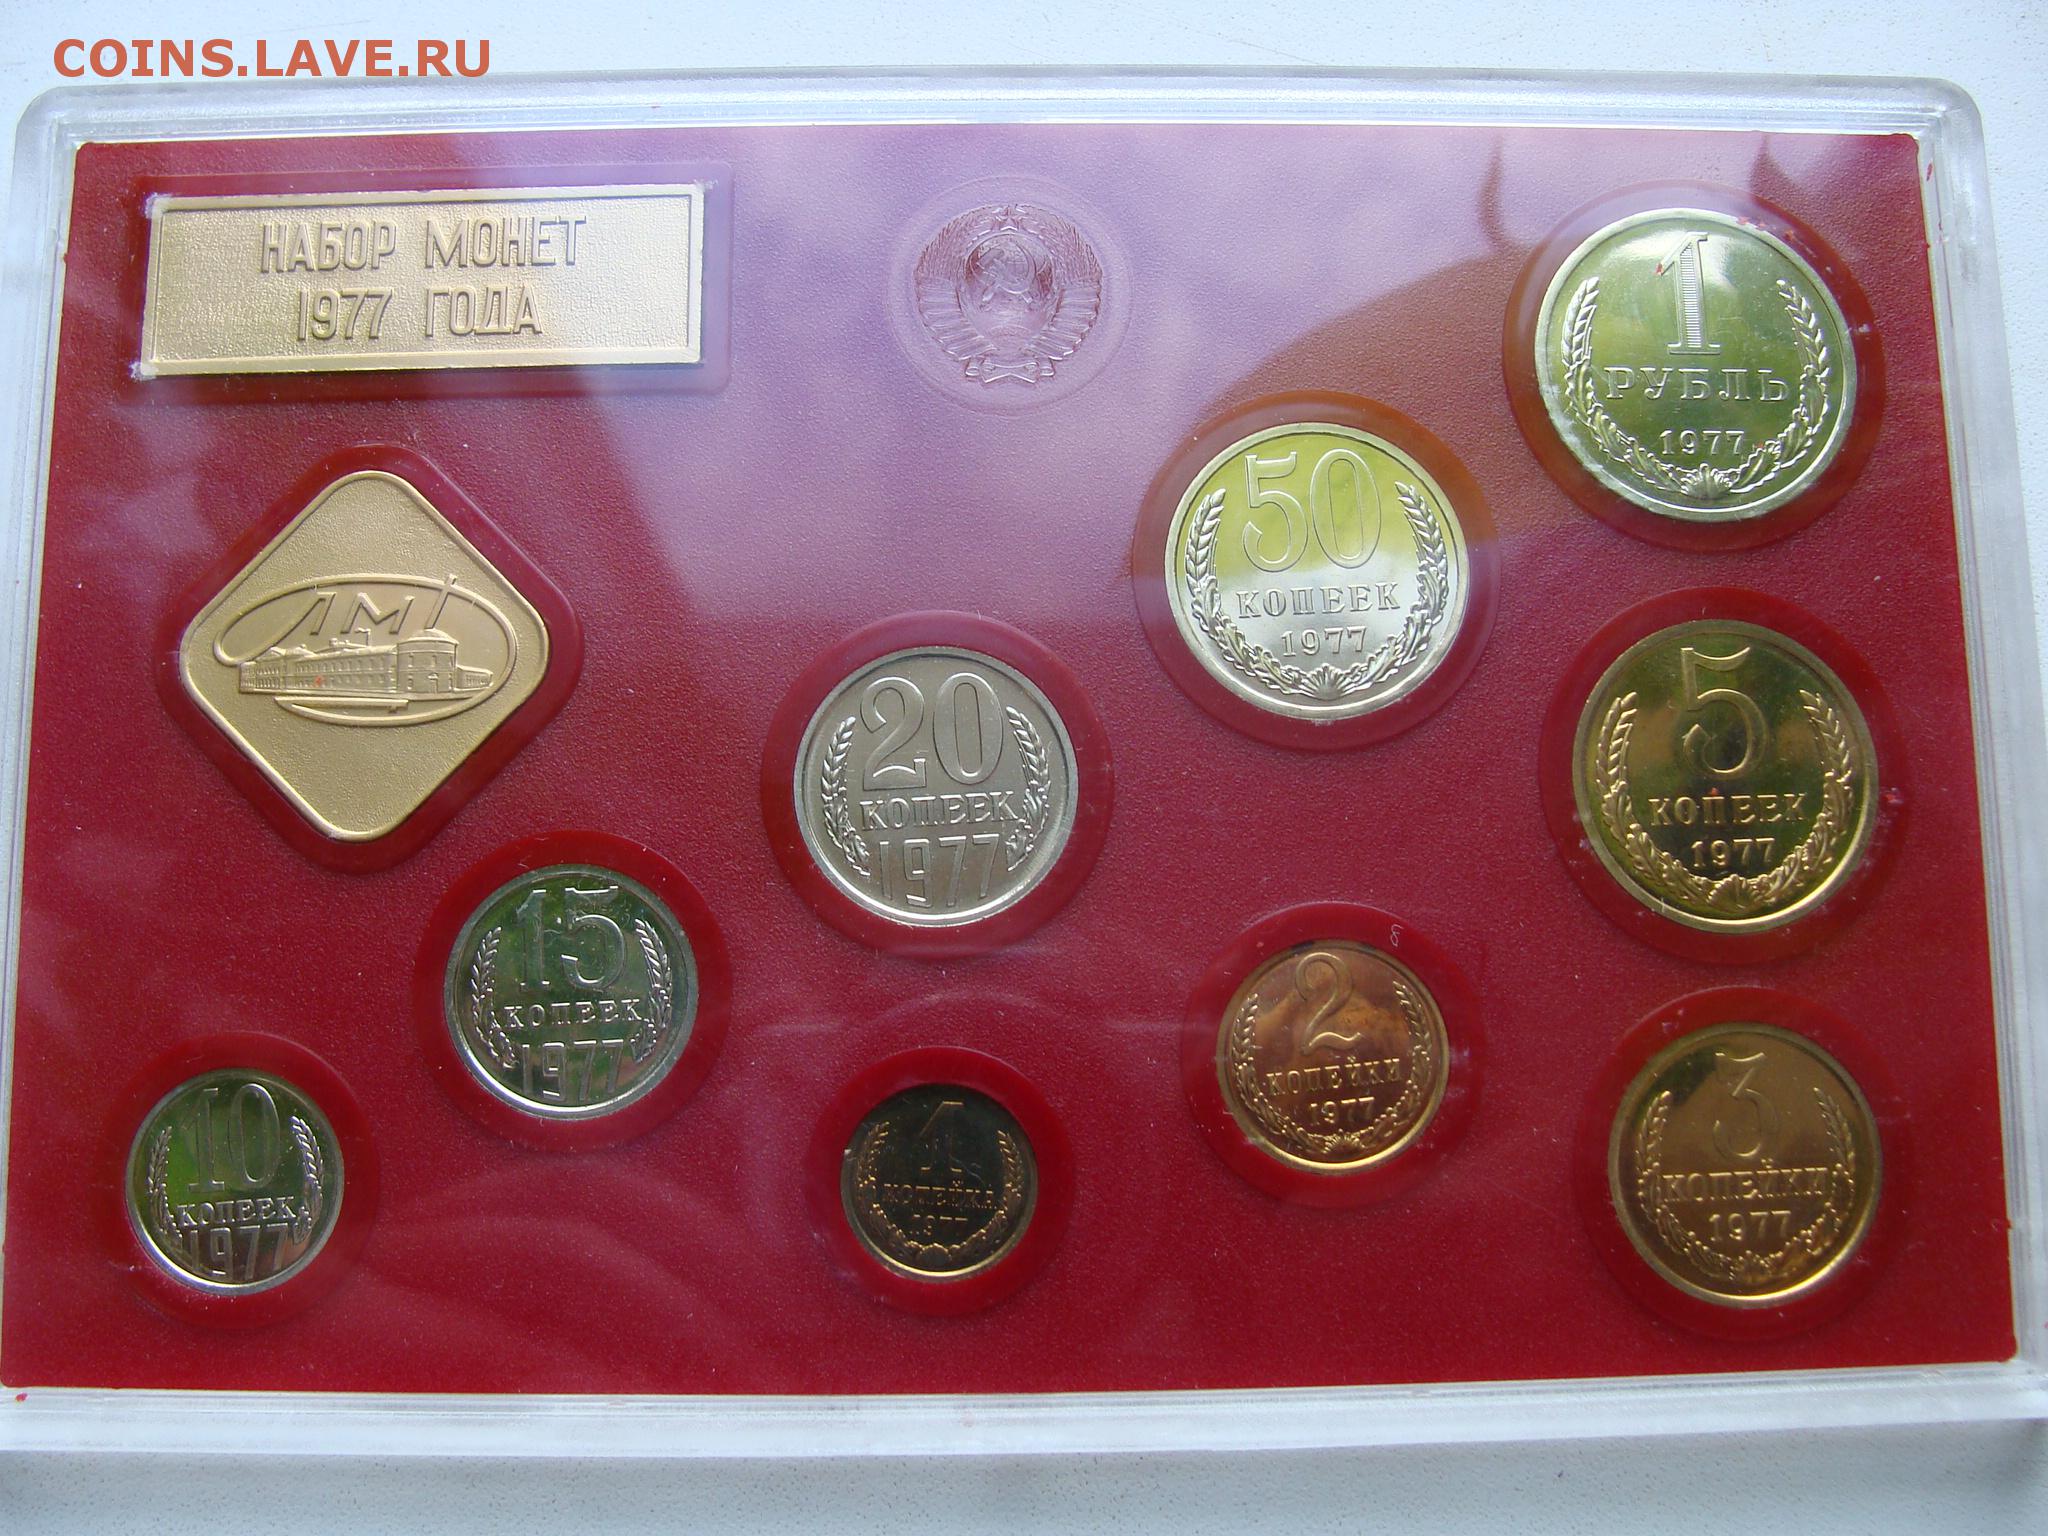 COINS.LAVE.RU
НАБОР МОНЕТ
1977 ГОДА
1
РУБЛЬ
1977
50
КОПЕЕК
1977
ЛМД
20
КОПЕЕК
1977
5
КОПЕЕК
1977
15
КОПЕЕК
1977
2
КОПЕЙКИ
1977
3
КОПЕЙКИ
1977
10
КОПЕЕК
1977
1
КОПЕЙКА
1977